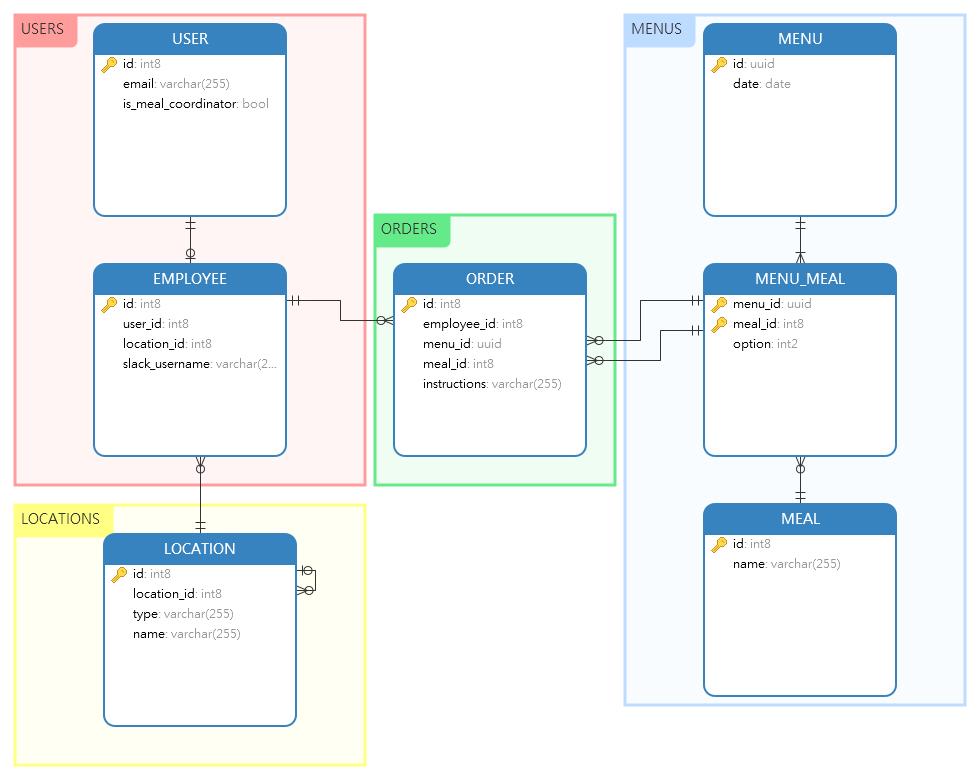 USERS
USER
id: int8
email: varchar(255)
is_meal_coordinator: bool
EMPLOYEE
id: int8
user_id: int8
location_id: int8
slack_username: varchar(2...
LOCATIONS
LOCATION
id: int8
location_id: int8
type: varchar(255)
name: varchar(255)
ORDERS
ORDER
id: int8
employee_id: int8
menu_id: uuid
meal_id: int8
instructions: varchar(255)
MENUS
MENU
id: uuid
date: date
MENU_MEAL
menu_id: uuid
meal_id: int8
option: int2
MEAL
id: int8
name: varchar(255)